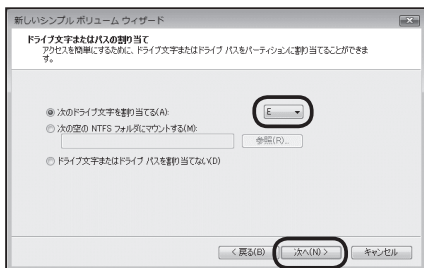 新しいシンプル ボリューム ウィザード
ドライブ文字またはパスの割り当て
アクセスを簡単にするために、ドライブ文字またはドライブ パスをパーティションに割り当てることができま
す。
次のドライブ文字を割り当てる(A):
E
次の空の NTFS フォルダにマウントする(M):
参照(R)...
ドライブ文字またはドライブ パスを割り当てない(D)
< 戻る(B)
次へ(N) >
キャンセル